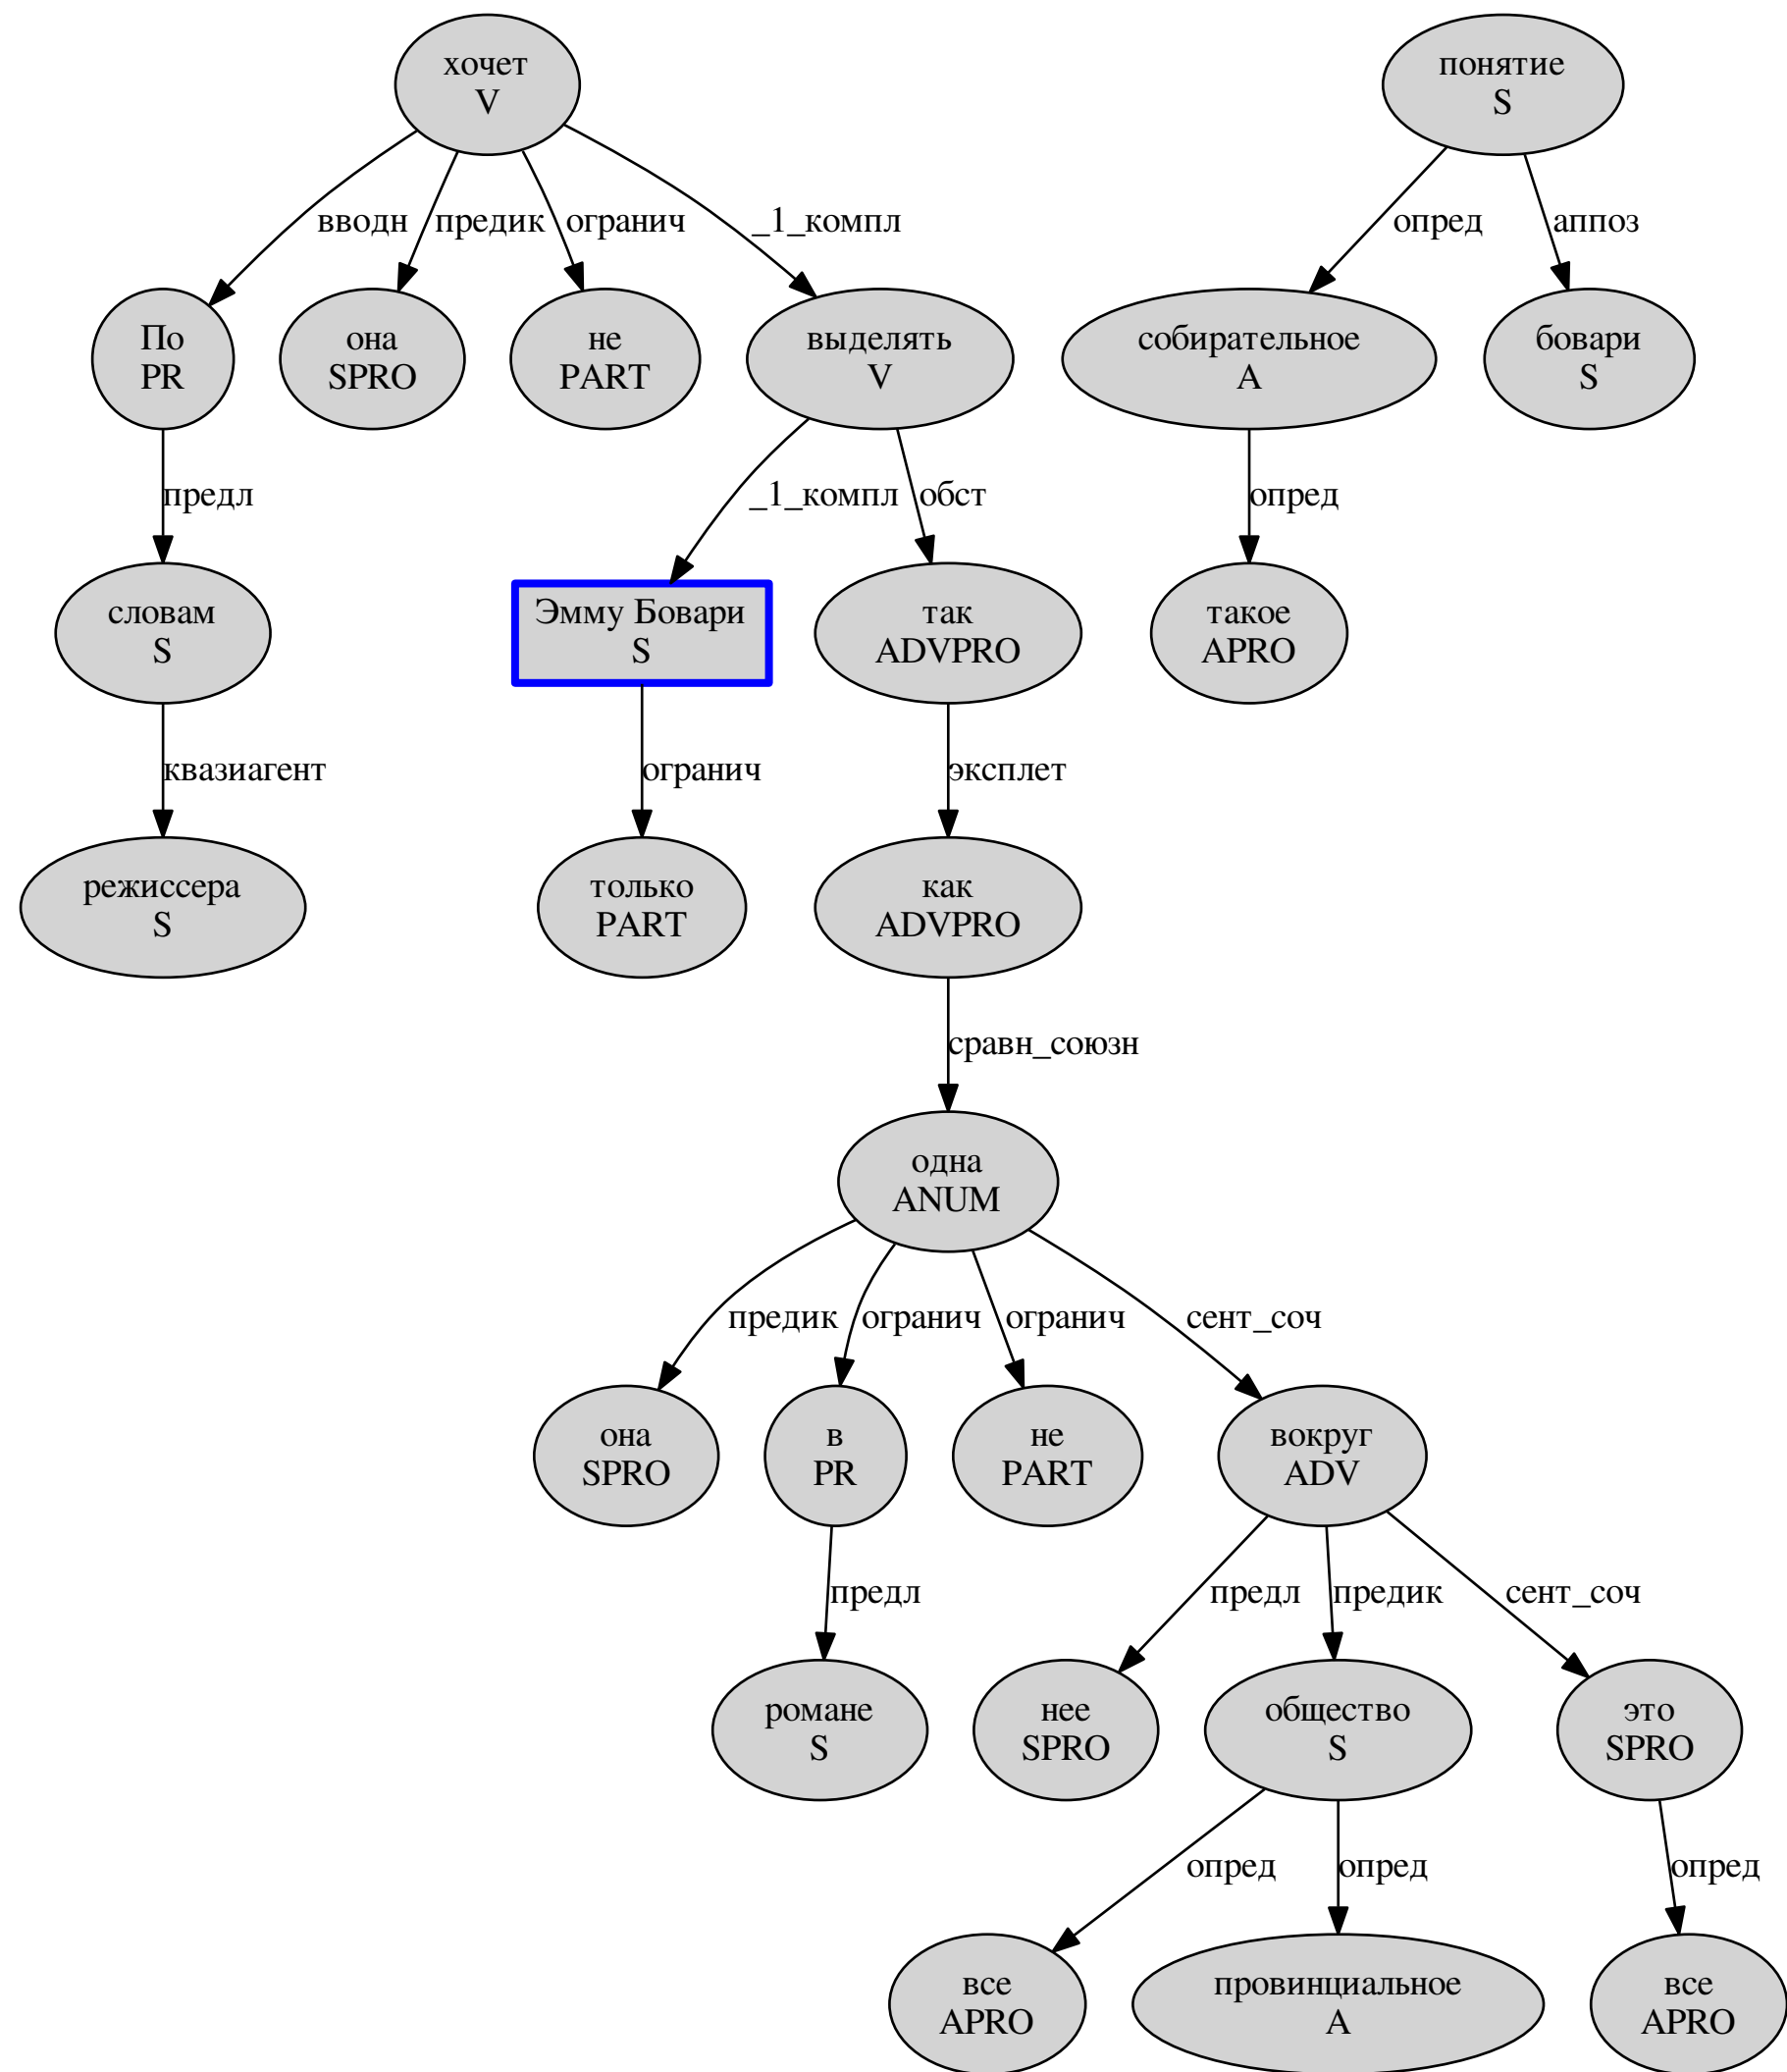 хочет
V
понятие
S
вводн
предик
огранич
_1_компл
опред
аппоз
По
PR
она
SPRO
не
PART
выделять
V
собирательное
A
бовари
S
предл
_1_компл
обст
опред
словам
S
Эмму Бовари
S
так
ADVPRO
такое
APRO
квазиагент
огранич
эксплет
режиссера
S
только
PART
как
ADVPRO
сравн_союзн
одна
ANUM
предик
огранич
огранич
сент_соч
она
SPRO
в
PR
не
PART
вокруг
ADV
предл
предл
предик
сент_соч
романе
S
нее
SPRO
общество
S
это
SPRO
опред
опред
опред
все
APRO
провинциальное
A
все
APRO